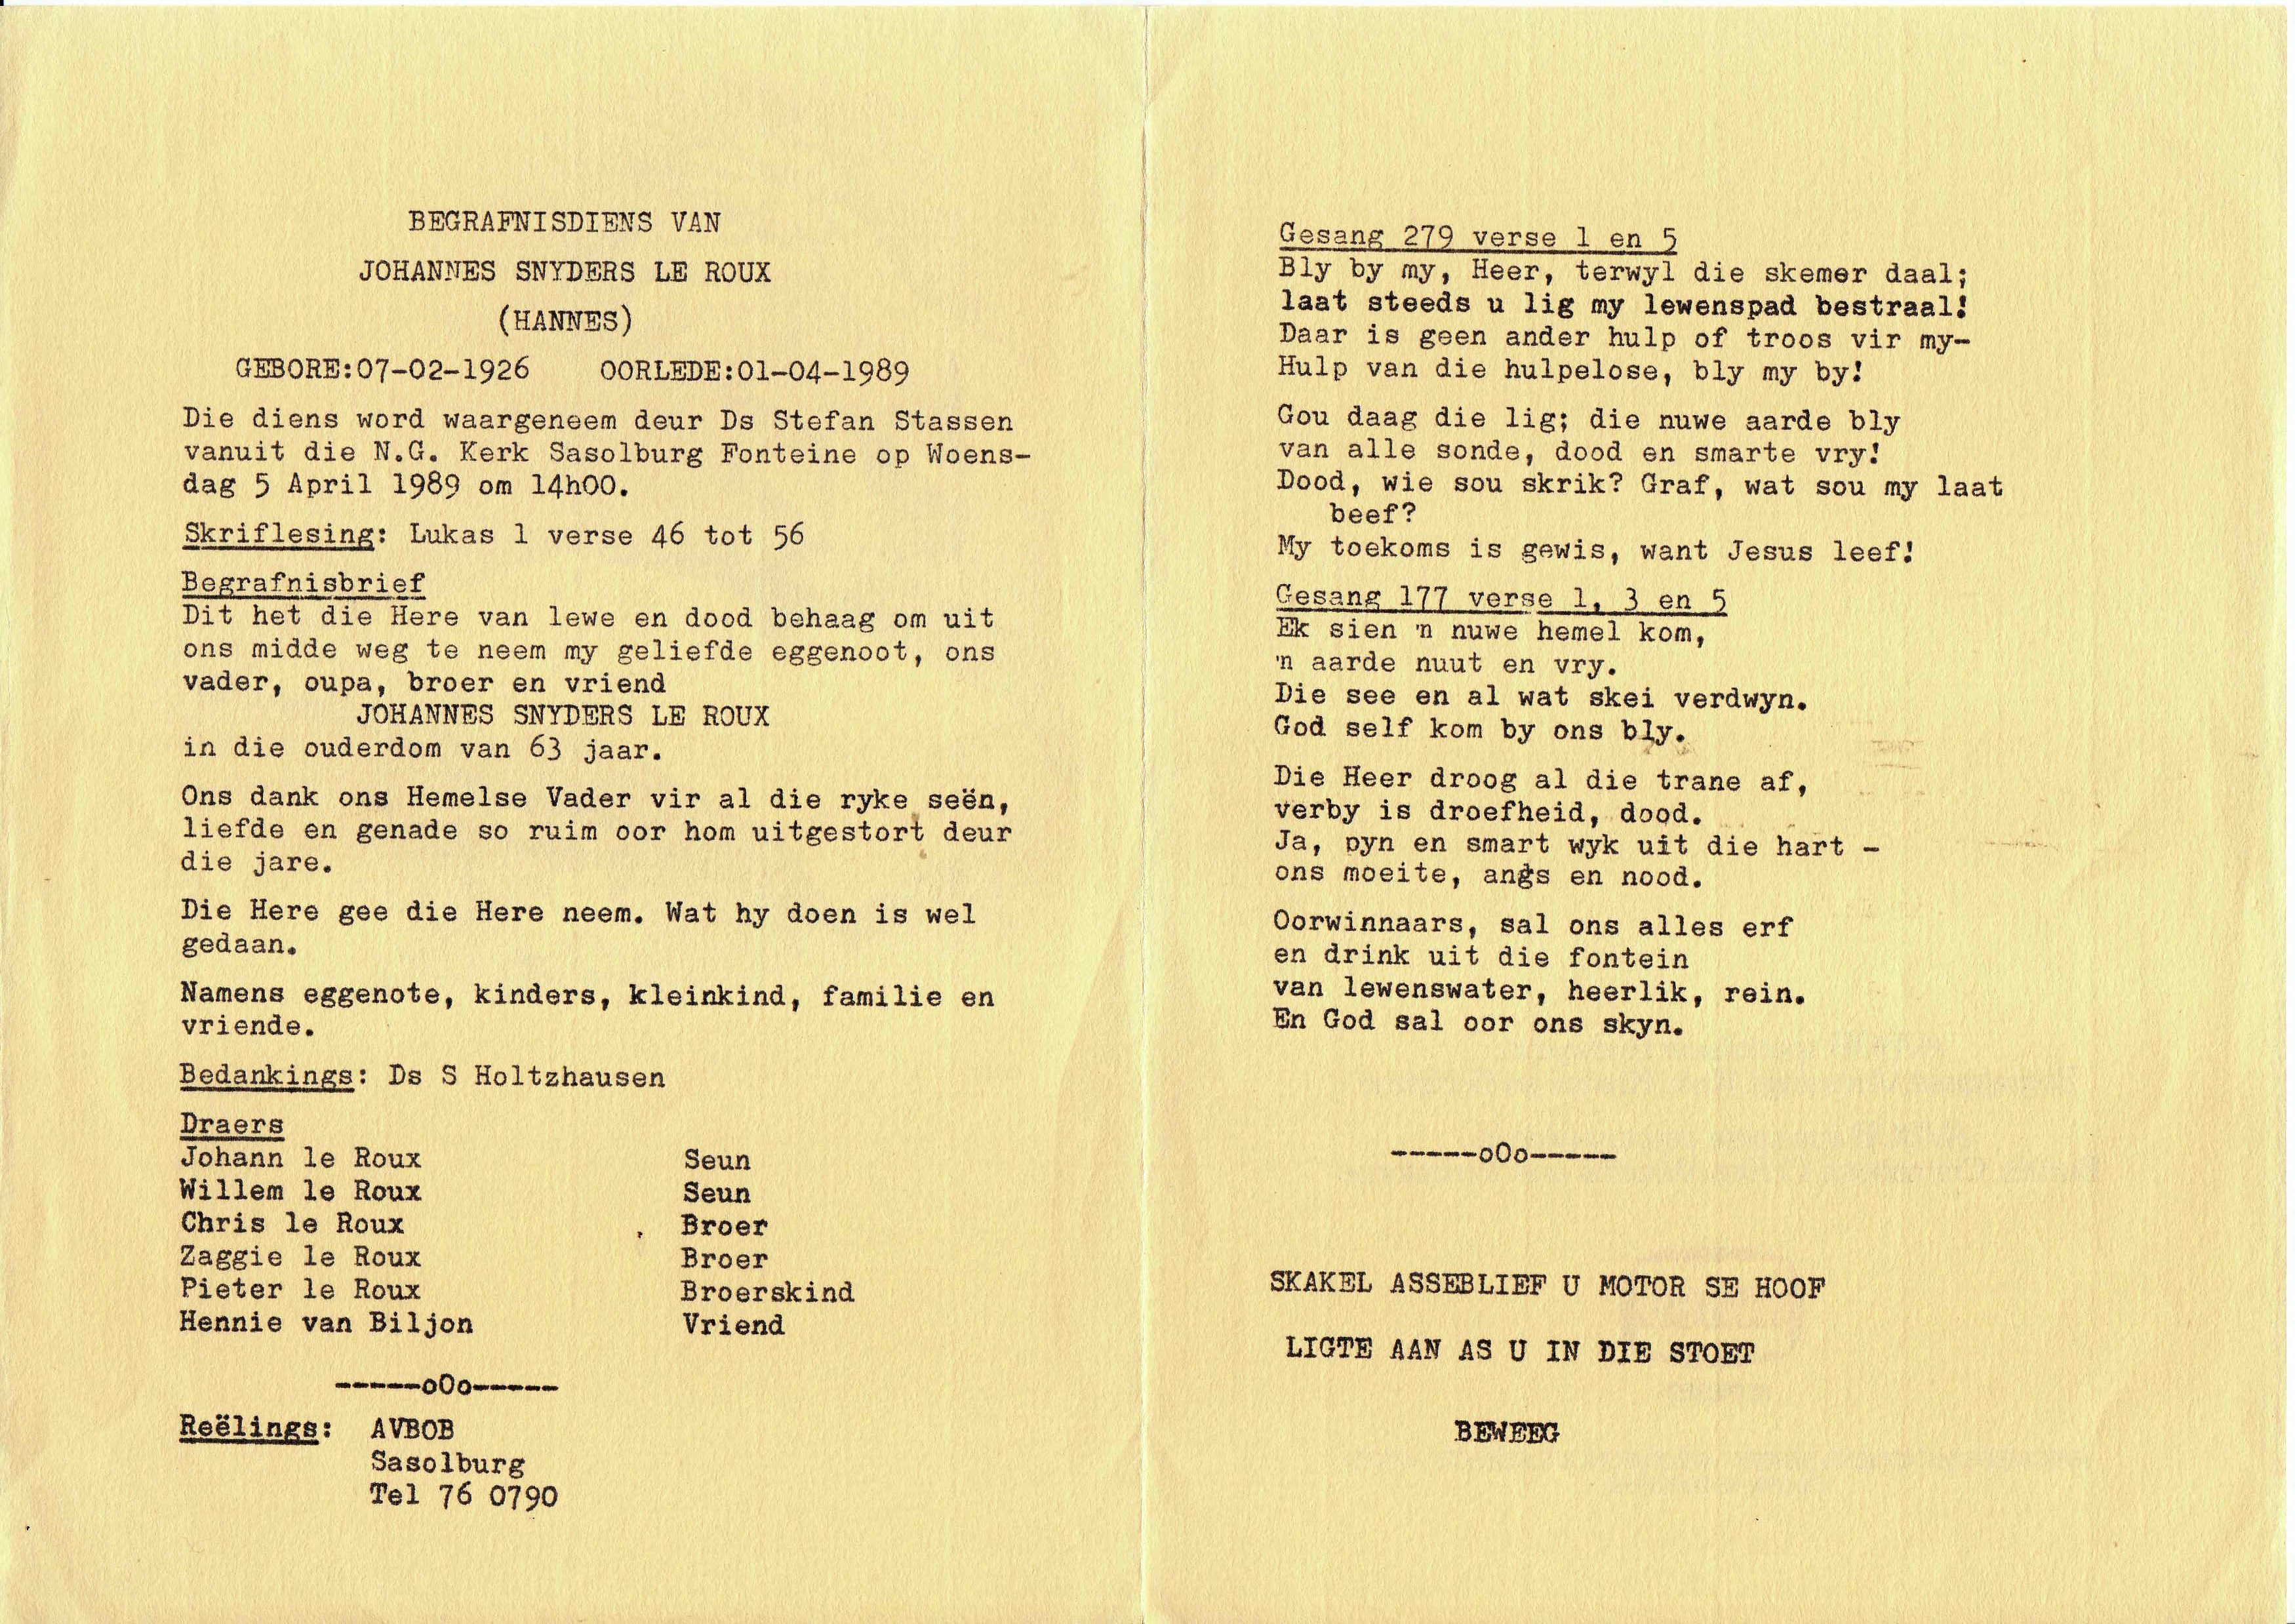 BEGRAFNISDIENS VAN
JOHANNES SNYDERS LE ROUX
(HANNES)
GEBORE:07-02-1926 OORLEDE:01-04-1989
Die diens word waargeneem deur Ds Stefan Stassen
vanuit die N.G. Kerk Sasolburg Fonteine op Woens-
dag 5 April 1989 om 14h00.
Skriflesing: Lukas 1 verse 46 tot 56
Begrafnisbrief
Dit het die Here van lewe en dood behaag om uit
ons midde weg te neem my geliefde eggenoot, ons
vader, oupa, broer en vriend
JOHANNES SNYDERS LE ROUX
in die ouderdom van 63 jaar.
Ons dank ons Hemelse Vader vir al die ryke seën,
liefde en genade so ruim oor hom uitgestort deur
die jare.
Die Here gee die Here neem. Wat hy doen is wel
gedaan.
Namens eggenote, kinders, kleinkind, familie en
vriende.
Bedankings: Ds S Holtzhausen
Draers
Johann le Roux Seun
Willem le Roux Seun
Chris le Roux Broer
Zaggie le Roux Broer
Pieter le Roux Broerskind
Hennie van Biljon Vriend
-----oOo-----
Reëlings: AVBOB
Sasolburg
Tel 76 0790
Gesang 279 verse 1 en 5
Bly by my, Heer, terwyl die skemer daal;
laat steeds u lig my lewenspad bestraal!
Daar is geen ander hulp of troos vir my-
Hulp van die hulpelose, bly my by!
Gou daag die lig; die nuwe aarde bly
van alle sonde, dood en smarte vry!
Dood, wie sou skrik? Graf, wat sou my laat
beef?
My toekoms is gewis, want Jesus leef!
Gesang 177 verse 1, 3 en 5
Ek sien 'n nuwe hemel kom,
'n aarde nuut en vry.
Die see en al wat skei verdwyn.
God self kom by ons bly.
Die Heer droog al die trane af,
verby is droefheid, dood.
Ja, pyn en smart wyk uit die hart -
ons moeite, angs en nood.
Oorwinnaars, sal ons alles erf
en drink uit die fontein
van lewenswater, heerlik, rein.
En God sal oor ons skyn.
-----oOo-----
SKAKEL ASSEBLIEF U MOTOR SE HOOF
LIGTE AAN AS U IN DIE STOET
BEWEEG